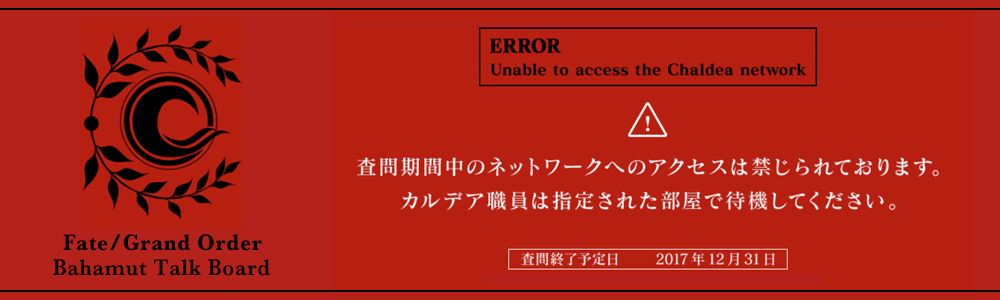 Fate/Grand Order
Bahamut Talk Board
ERROR
Unable to access the Chaldea network
査問期間中のネットワークへのアクセスは禁じられております。
カルデア職員は指定された部屋で待機してください。
査問終了予定日 2017年12月31日